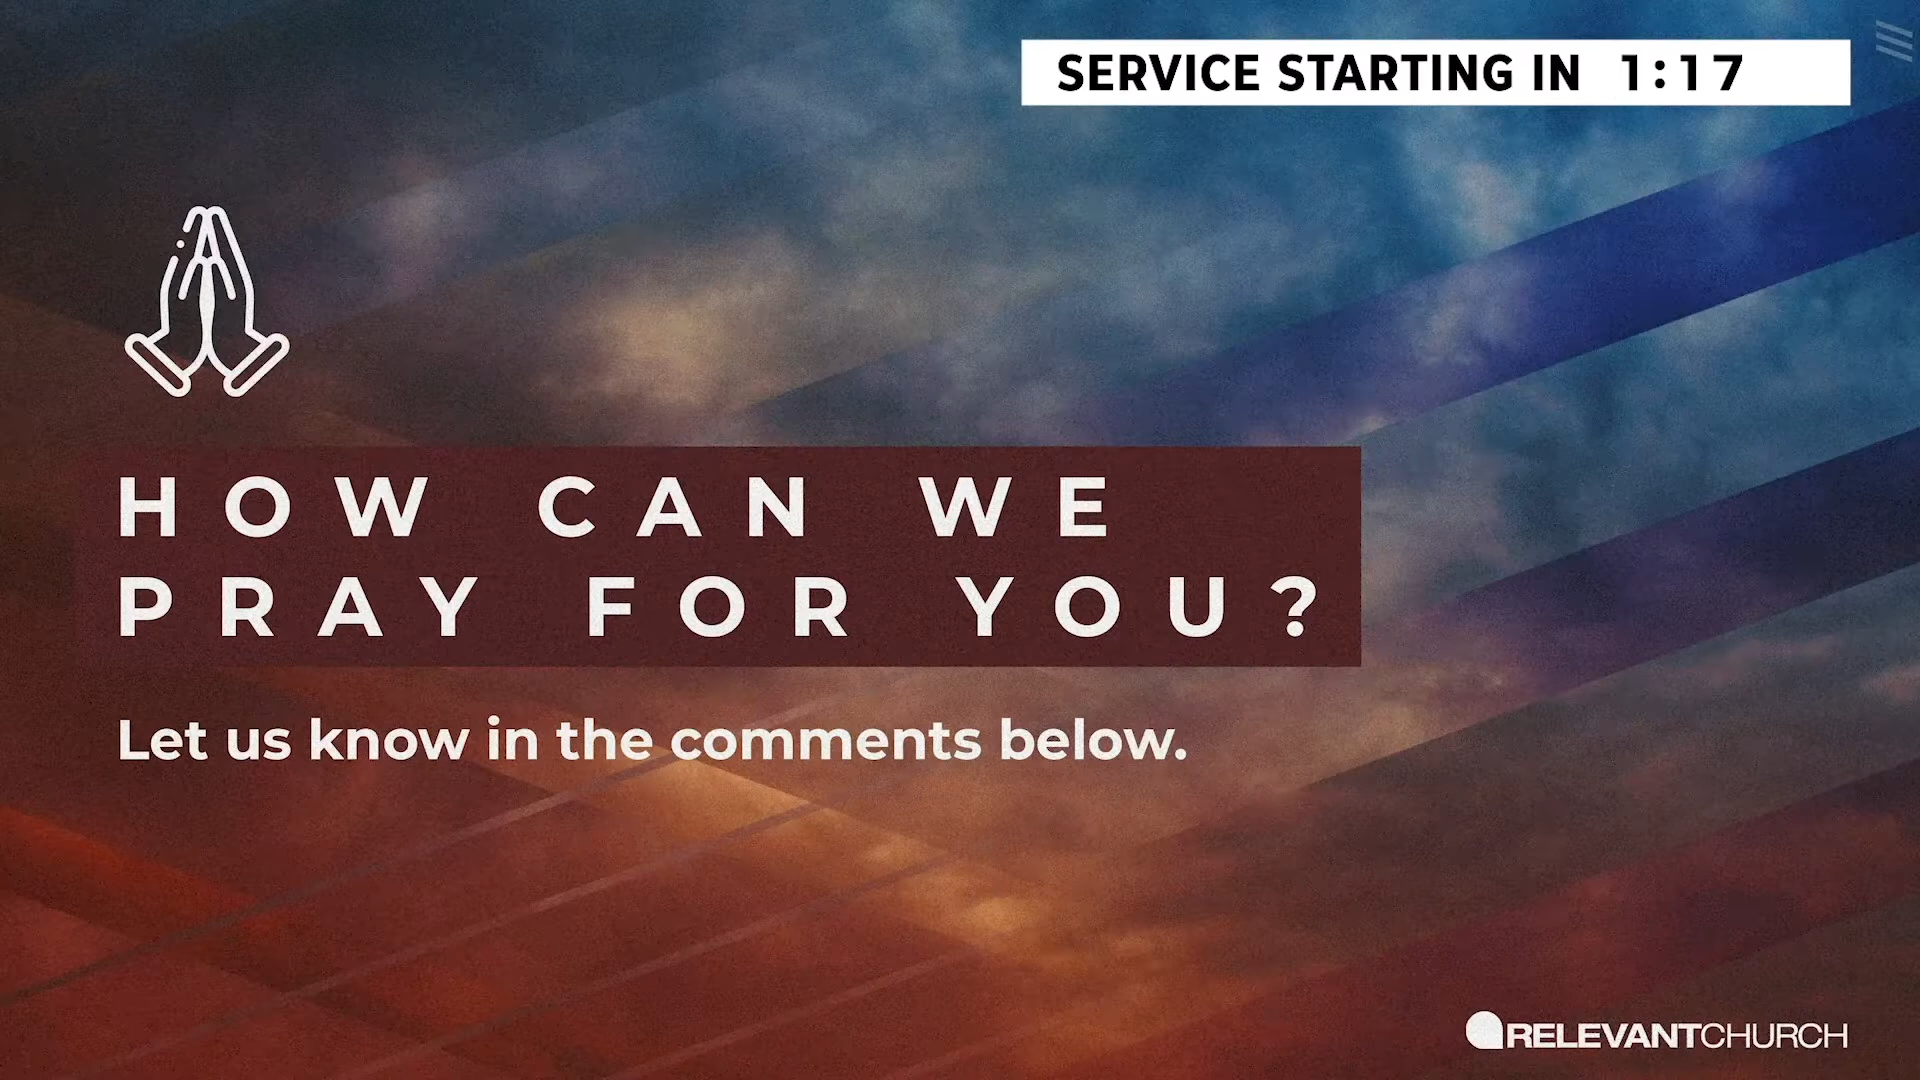 SERVICE STARTING IN 1:17
HOW CAN WE
PRAY FOR YOU?
Let us know in the comments below.
RELEVANTCHURCH